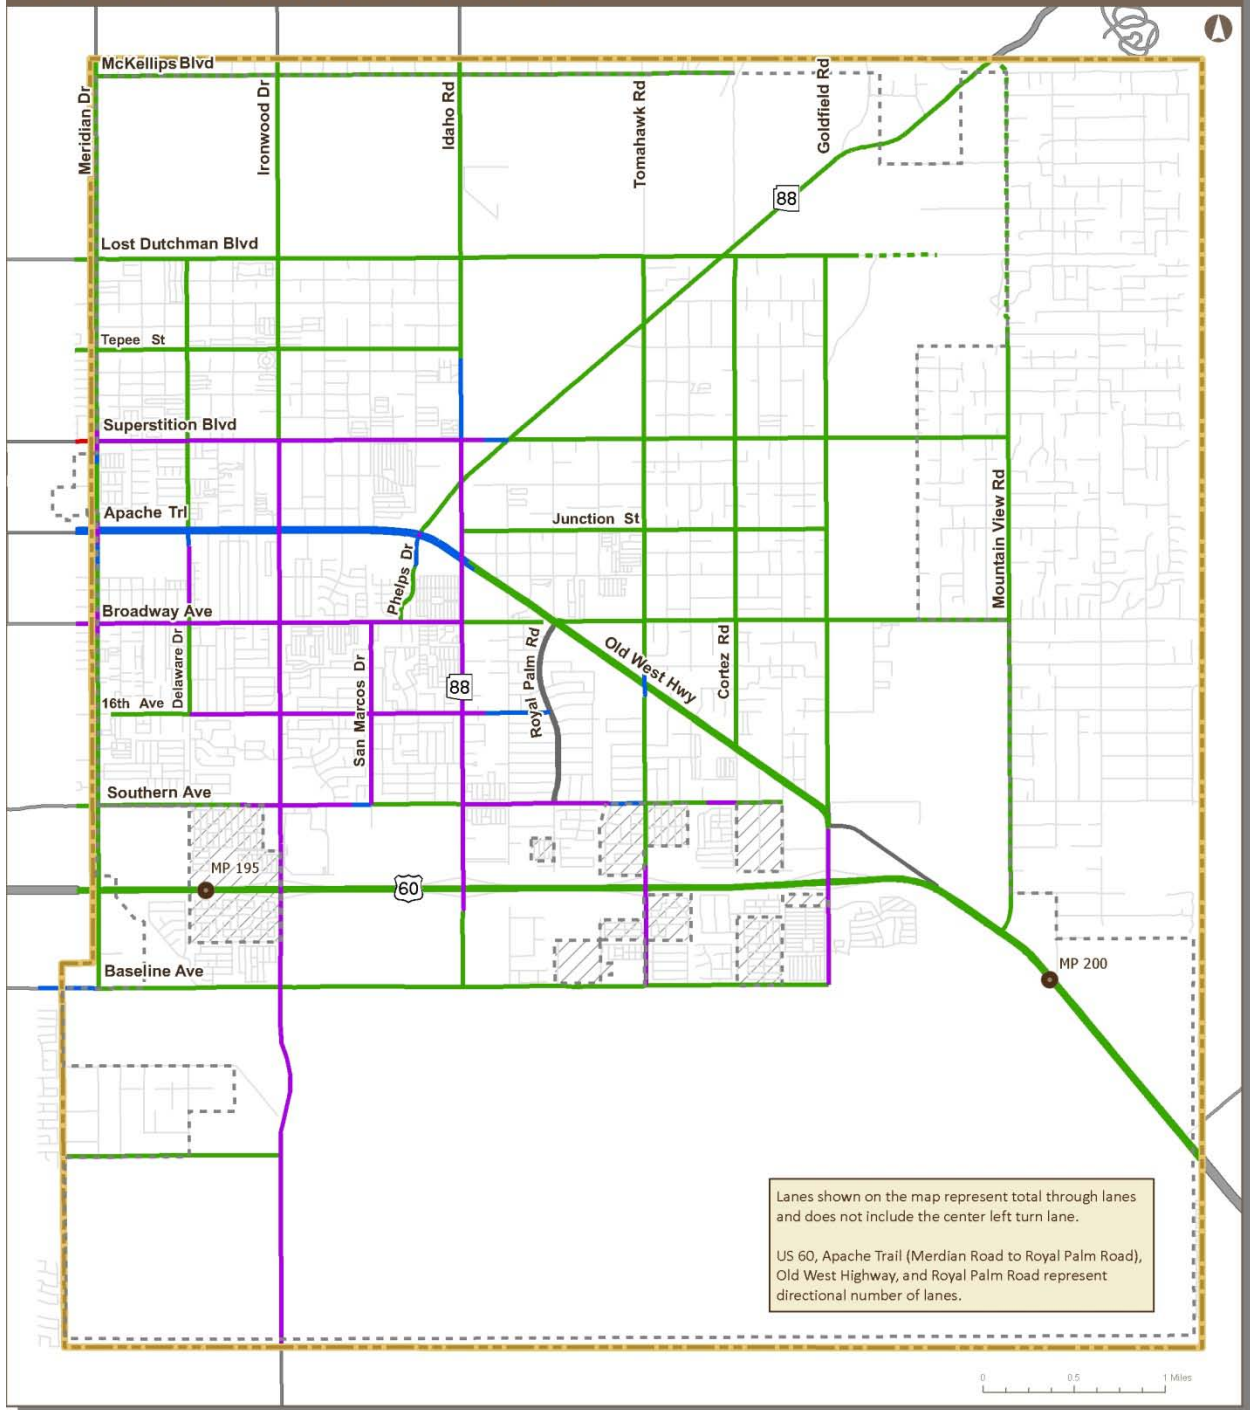 McKellips Blvd
Meridian Dr
Ironwood Dr
Idaho Rd
Tomahawk Rd
Goldfield Rd
88
Lost Dutchman Blvd
Tepee St
Superstition Blvd
Apache Trl
Junction St
Mountain View Rd
Phelps Dr
Broadway Ave
Delaware Dr
San Marcos Dr
88
Royal Palm Rd
Old West Hwy
Cortez Rd
16th Ave
Southern Ave
MP 195
60
Baseline Ave
MP 200
Lanes shown on the map represent total through lanes
and does not include the center left turn lane.
US 60, Apache Trail (Merdian Road to Royal Palm Road),
Old West Highway, and Royal Palm Road represent
directional number of lanes.
0 0.5 1 Miles